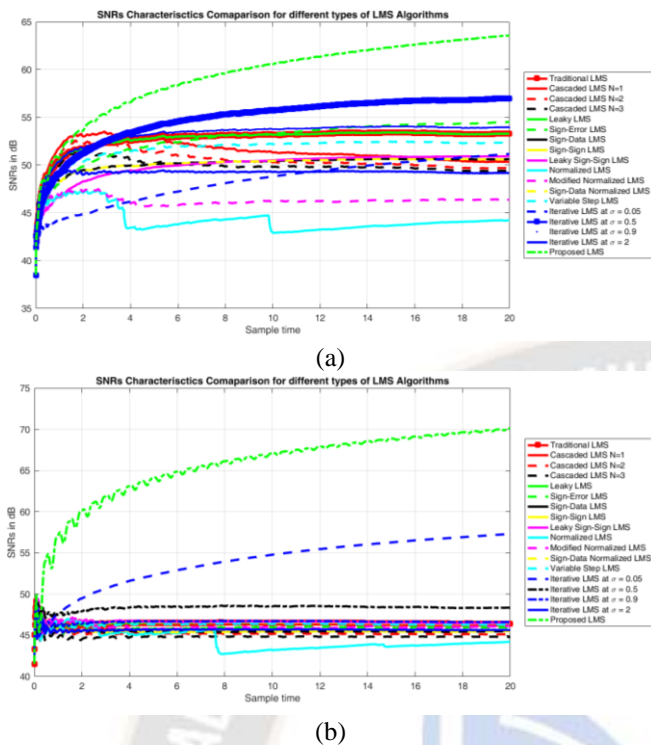 SNRs Characterisctics Comaparison for different types of LMS Algorithms
65
60
55
50
45
40
35
SNRs in dB
0 2 4 6 8 10 12 14 16 18 20
Sample time
Traditional LMS
Cascaded LMS N=1
Cascaded LMS N=2
Cascaded LMS N=3
Leaky LMS
Sign-Error LMS
Sign-Data LMS
Sign-Sign LMS
Leaky Sign-Sign LMS
Normalized LMS
Modified Normalized LMS
Sign-Data Normalized LMS
Variable Step LMS
Iterative LMS at σ = 0.05
Iterative LMS at σ = 0.5
Iterative LMS at σ = 0.9
Iterative LMS at σ = 2
Proposed LMS
(a)
SNRs Characterisctics Comaparison for different types of LMS Algorithms
75
70
65
60
55
50
45
40
SNRs in dB
0 2 4 6 8 10 12 14 16 18 20
Sample time
Traditional LMS
Cascaded LMS N=1
Cascaded LMS N=2
Cascaded LMS N=3
Leaky LMS
Sign-Error LMS
Sign-Data LMS
Sign-Sign LMS
Leaky Sign-Sign LMS
Normalized LMS
Modified Normalized LMS
Sign-Data Normalized LMS
Variable Step LMS
Iterative LMS at σ = 0.05
Iterative LMS at σ = 0.5
Iterative LMS at σ = 0.9
Iterative LMS at σ = 2
Proposed LMS
(b)